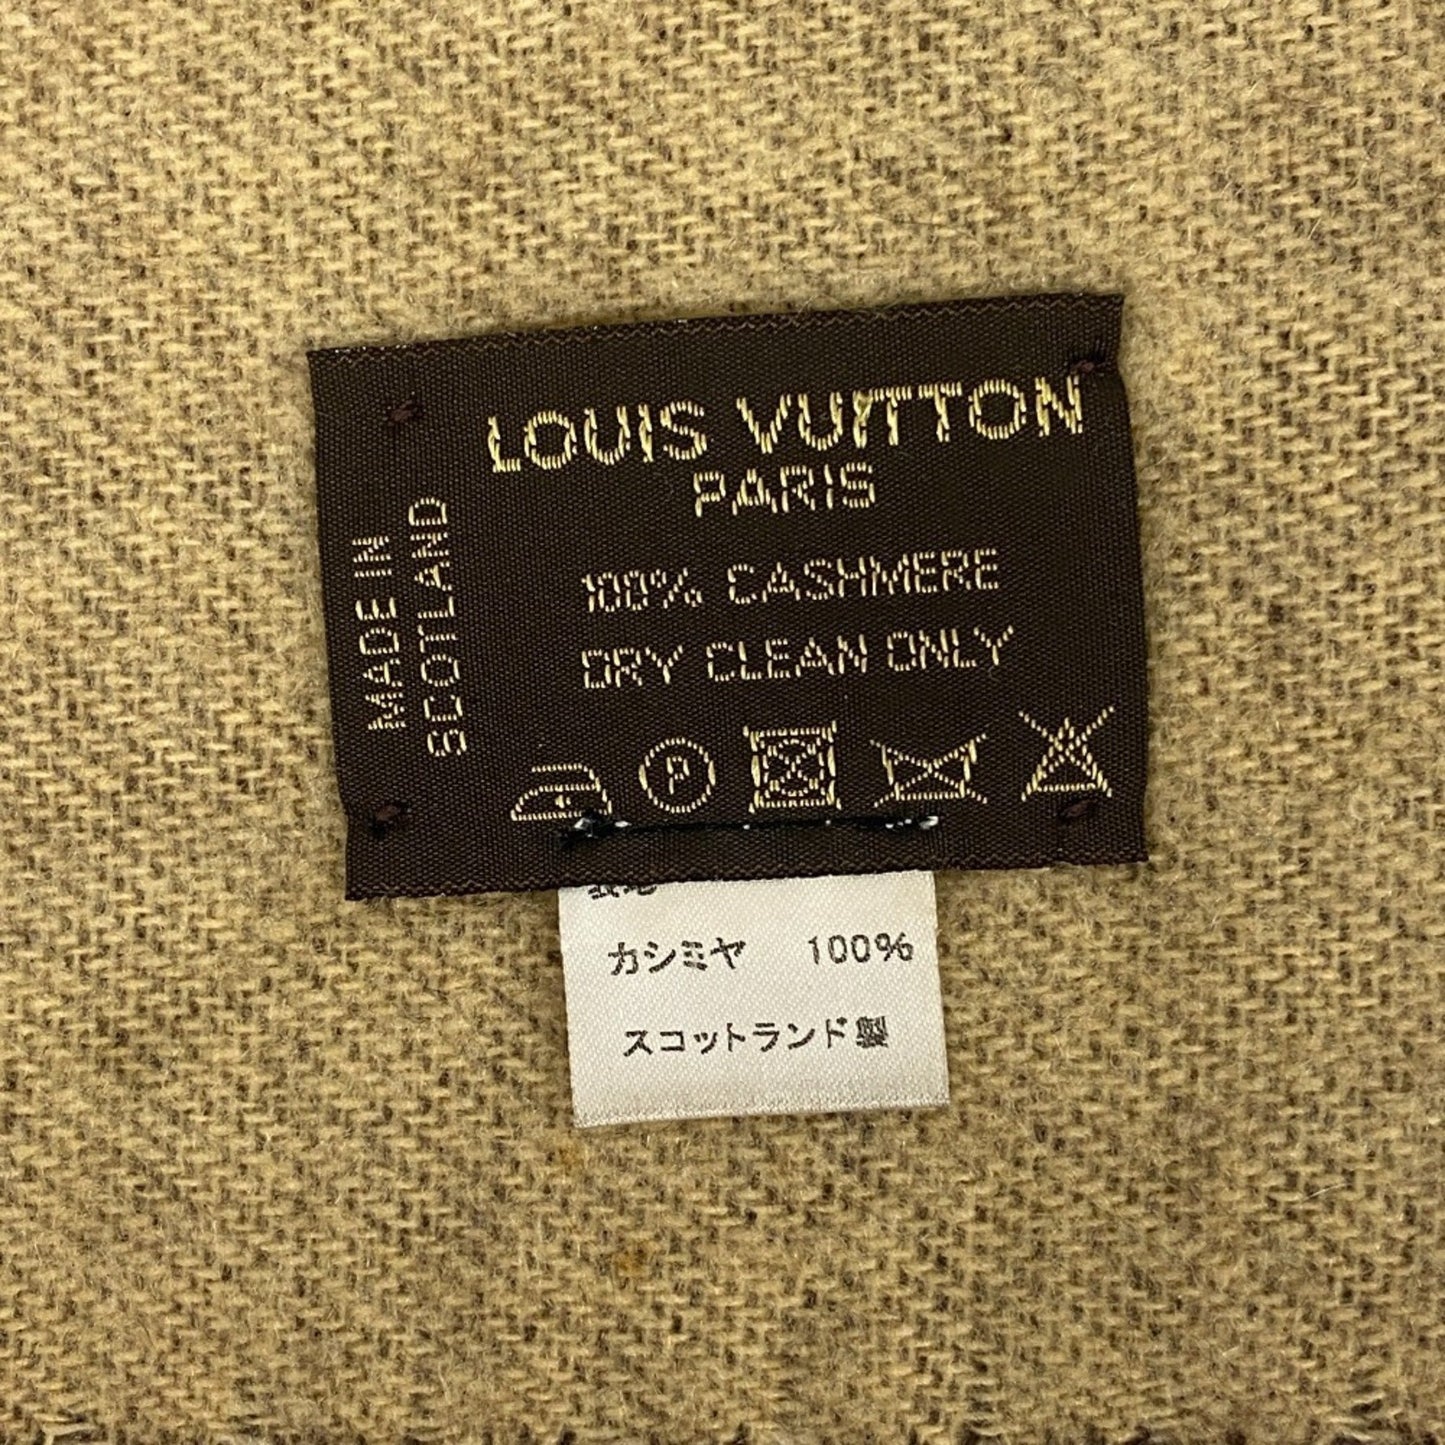 LOUIS VUITTON
PARIS
100% CASHMERE
DRY CLEAN ONLY
MADE IN
SCOTLAND
P
カシミヤ 100%
スコットランド製